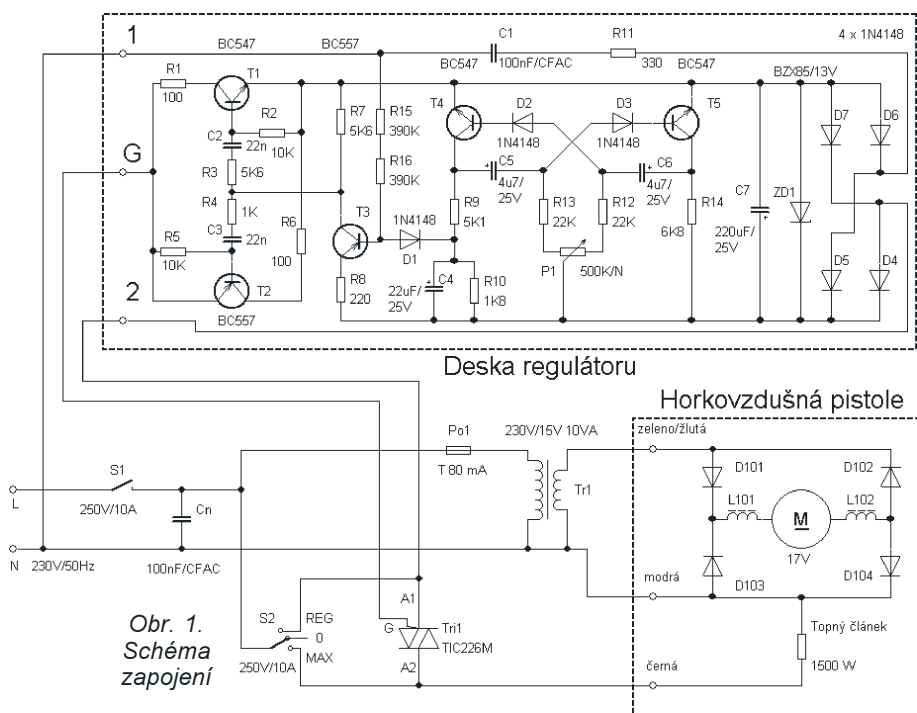 1
BC547
BC557
C1
100nF/CFAC
R11
330
4 x 1N4148
R1
100
T1
R2
10K
C2
22n
R3
5K6
R4
1K
C3
22n
R5
10K
R6
100
T2
BC557
G
2
R7
5K6
R15
390K
R16
390K
T3
R8
220
1N4148
D1
BC547
T4
D2
1N4148
D3
1N4148
BC547
T5
C5
4u7/
25V
C6
4u7/
25V
R9
5K1
R13
22K
R12
22K
R14
6K8
P1
500K/N
C4
22uF/
25V
R10
1K8
C7
220uF/
25V
BZX85/13V
ZD1
D7
D6
D5
D4
Deska regulátoru
Horkovzdušná pistole
zeleno/žlutá
Po1
T 80 mA
230V/15V 10VA
Tr1
S1
250V/10A
L
N
230V/50Hz
Cn
100nF/CFAC
D101
D102
L101
M
L102
17V
D103
D104
modrá
Topný článek
1500 W
černá
S2
REG
0
MAX
250V/10A
A1
G
Tri1
TIC226M
A2
Obr. 1.
Schéma
zapojení